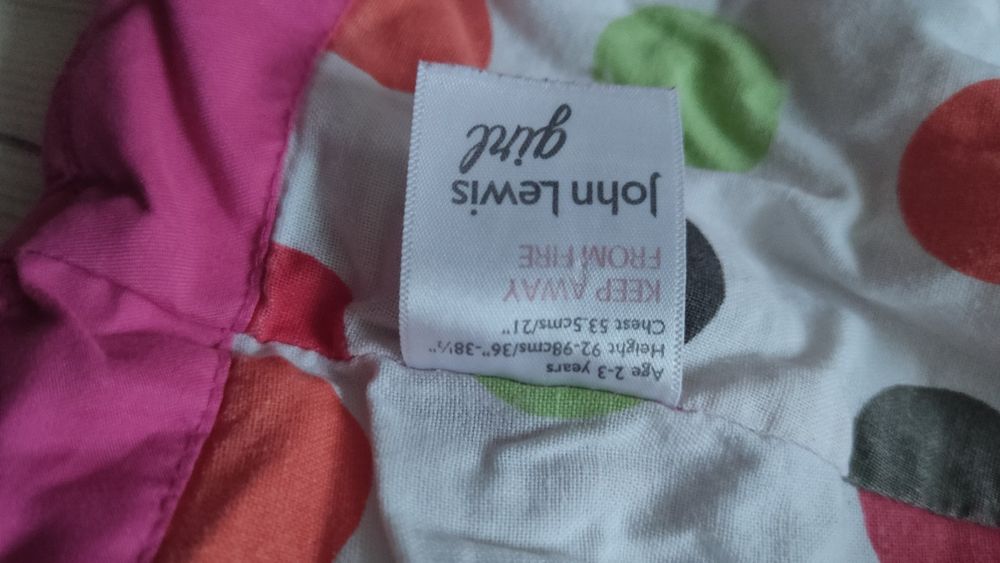 John Lewis
girl
KEEP AWAY
FROM FIRE
Age 2-3 years
Height 92-98cms/36"-38½"
Chest 53.5cms/21"